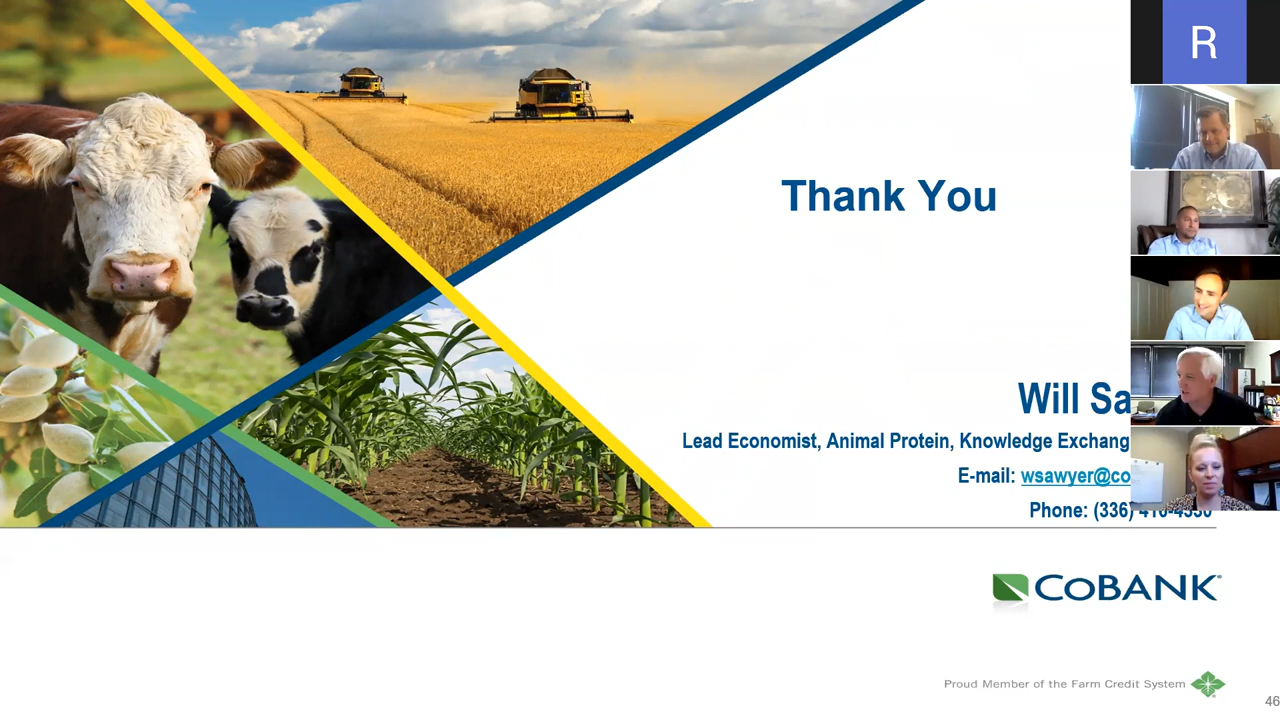 R
Thank You
Will Sa
Lead Economist, Animal Protein, Knowledge Exchang
E-mail: wsawyer@co
Phone: (336)
COBANK
Proud Member of the Farm Credit System
46